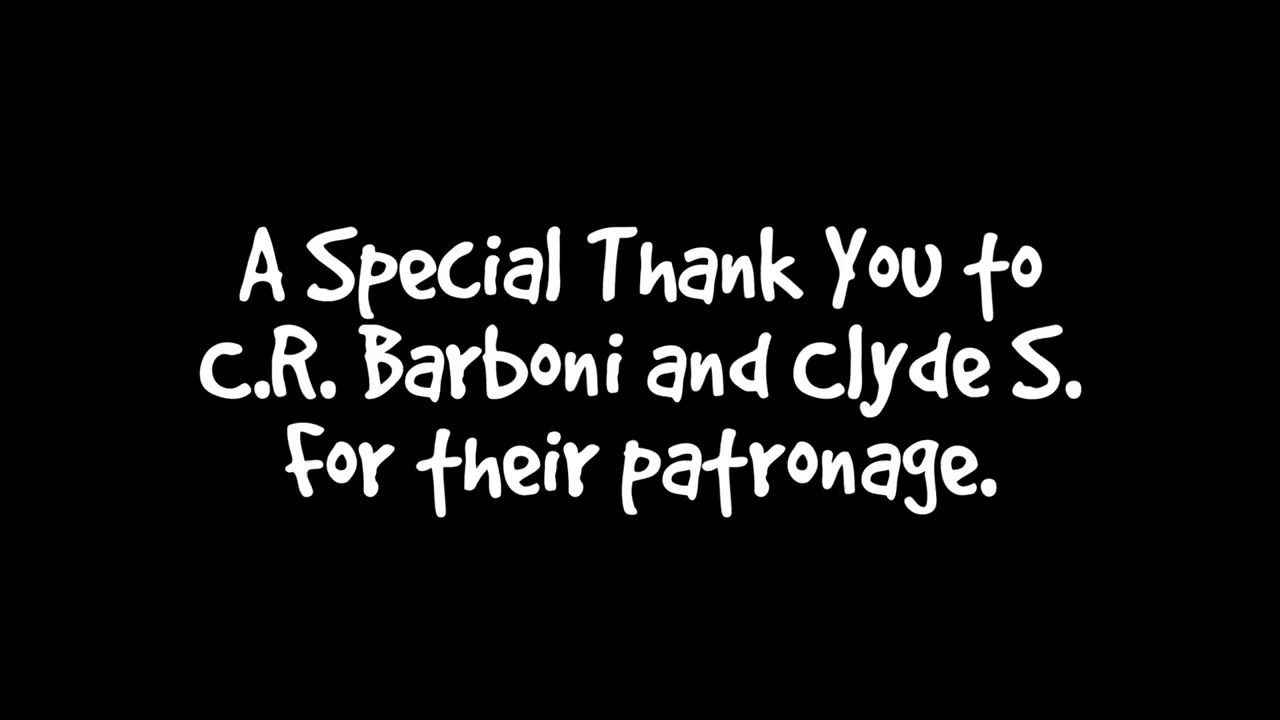 A Special Thank You to
C.R. Barboni and Clyde S.
For their patronage.